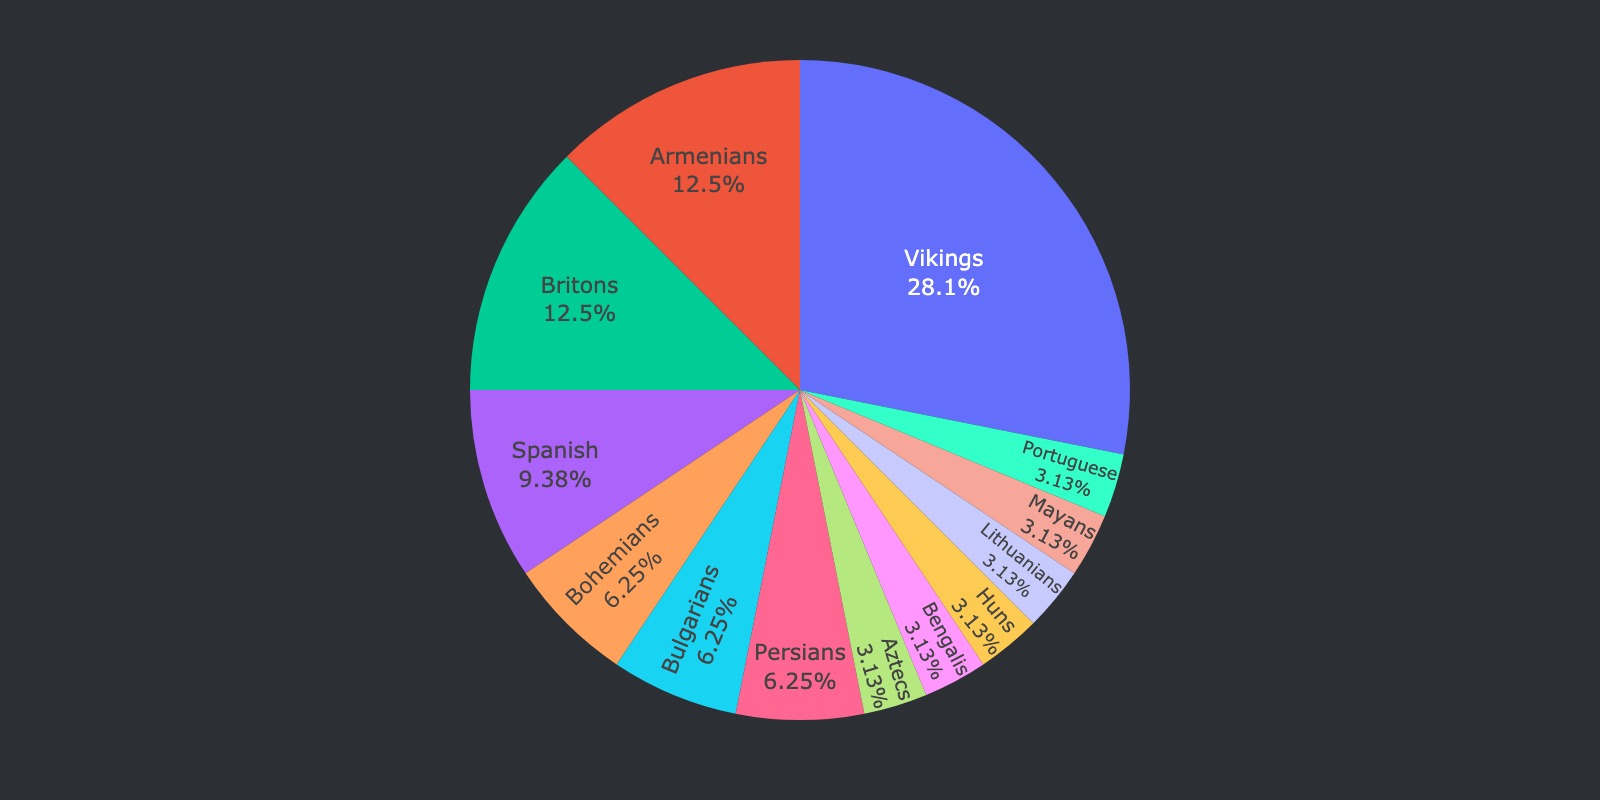 Armenians
12.5%
Vikings
28.1%
Britons
12.5%
Spanish
9.38%
Portuguese
3.13%
Mayans
3.13%
Lithuanians
3.13%
Bohemians
6.25%
Huns
3.13%
Bulgarians
6.25%
Bengalis
3.13%
Persians
6.25%
Aztecs
3.13%